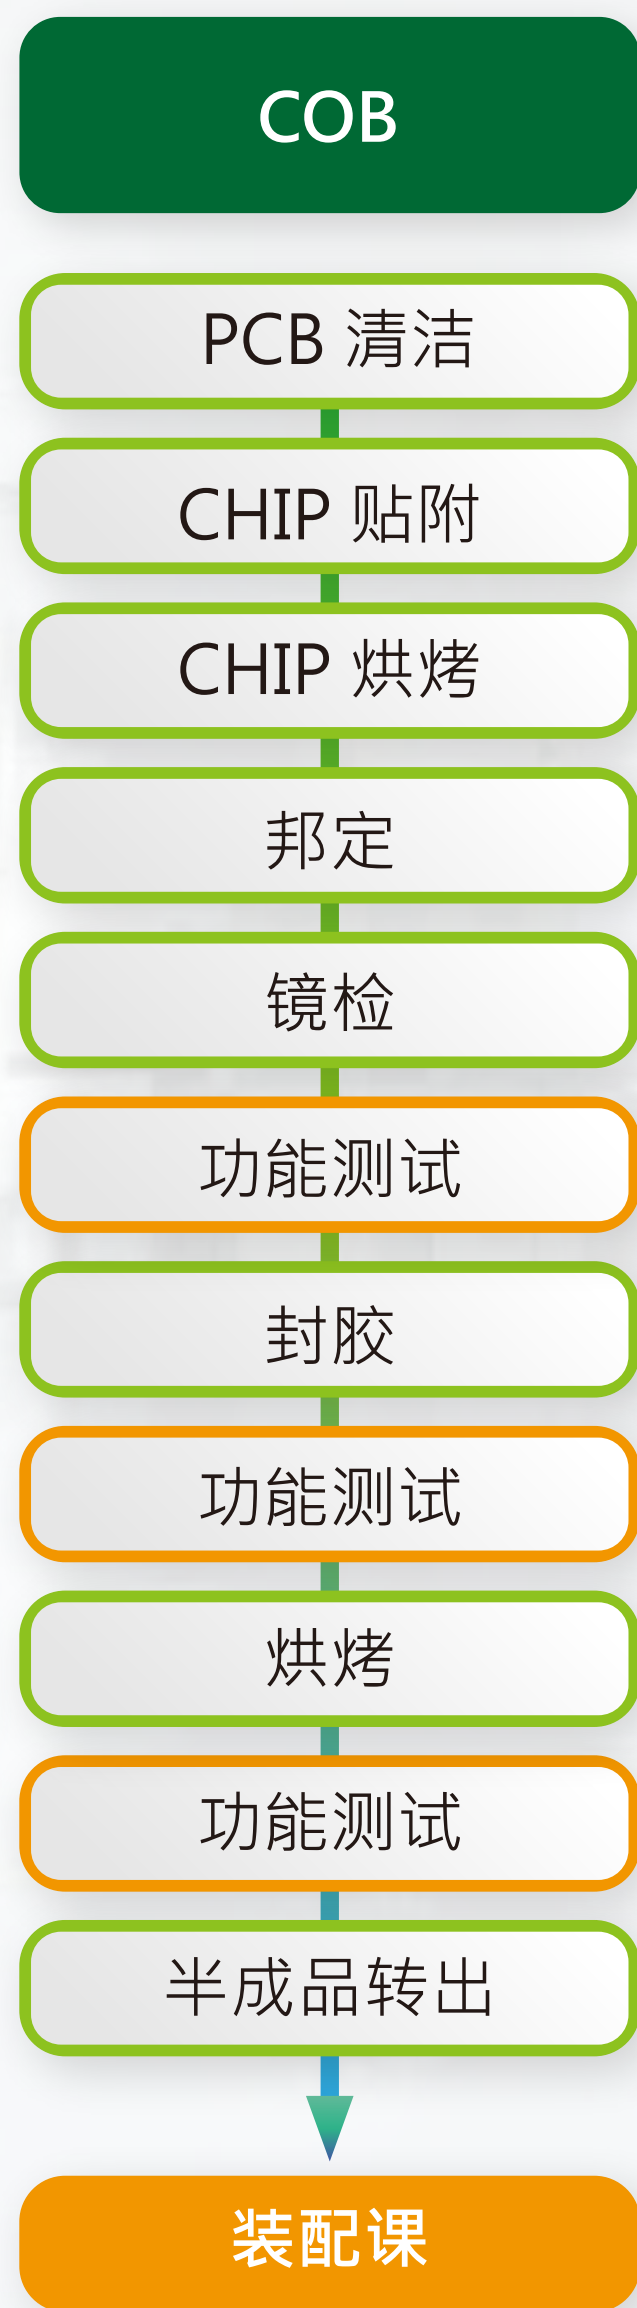 COB
PCB 清洁
CHIP 贴附
CHIP 烘烤
邦定
镜检
功能测试
封胶
功能测试
烘烤
功能测试
半成品转出
装配课